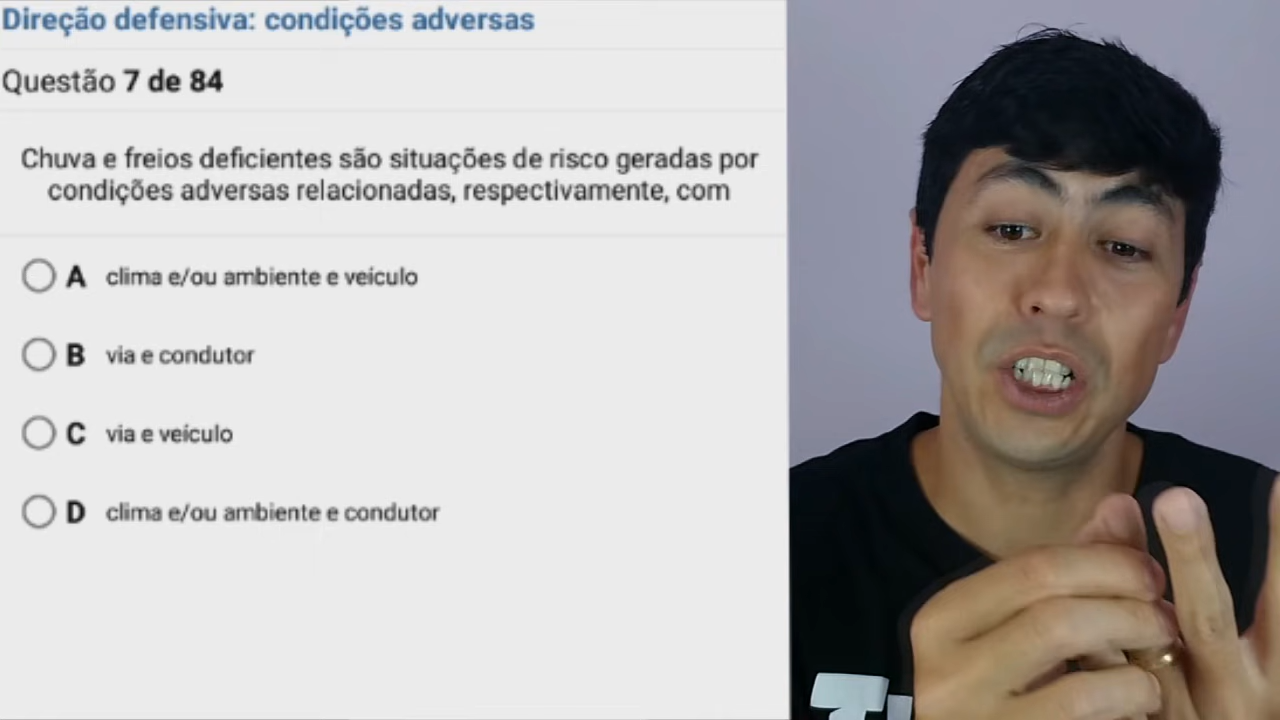 Direção defensiva: condições adversas
Questão 7 de 84
Chuva e freios deficientes são situações de risco geradas por
condições adversas relacionadas, respectivamente, com
A clima e/ou ambiente e veículo
B via e condutor
C via e veículo
D clima e/ou ambiente e condutor